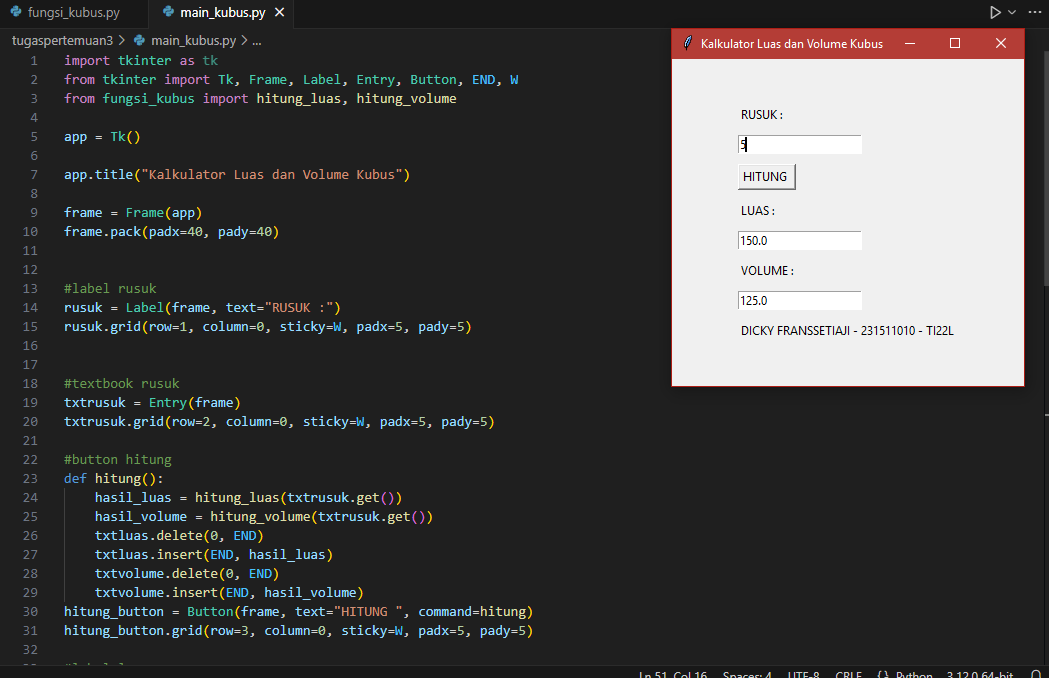 fungsi_kubus.py
main_kubus.py
tugaspertemuan3 > main_kubus.py > ...
1 import tkinter as tk
2 from tkinter import Tk, Frame, Label, Entry, Button, END, W
3 from fungsi_kubus import hitung_luas, hitung_volume
4
5 app = Tk()
6
7 app.title("Kalkulator Luas dan Volume Kubus")
8
9 frame = Frame(app)
10 frame.pack(padx=40, pady=40)
11
12
13 #label rusuk
14 rusuk = Label(frame, text="RUSUK :")
15 rusuk.grid(row=1, column=0, sticky=W, padx=5, pady=5)
16
17
18 #textbook rusuk
19 txtrusuk = Entry(frame)
20 txtrusuk.grid(row=2, column=0, sticky=W, padx=5, pady=5)
21
22 #button hitung
23 def hitung():
24 hasil_luas = hitung_luas(txtrusuk.get())
25 hasil_volume = hitung_volume(txtrusuk.get())
26 txtluas.delete(0, END)
27 txtluas.insert(END, hasil_luas)
28 txtvolume.delete(0, END)
29 txtvolume.insert(END, hasil_volume)
30 hitung_button = Button(frame, text="HITUNG ", command=hitung)
31 hitung_button.grid(row=3, column=0, sticky=W, padx=5, pady=5)
32
Kalkulator Luas dan Volume Kubus
RUSUK :
5
HITUNG
LUAS :
150.0
VOLUME :
125.0
DICKY FRANSSETIAJI - 231511010 - TI22L
Ln 51, Col 16 Spaces: 4 UTF-8 CRLF {} Python 3.12.0 64-bit